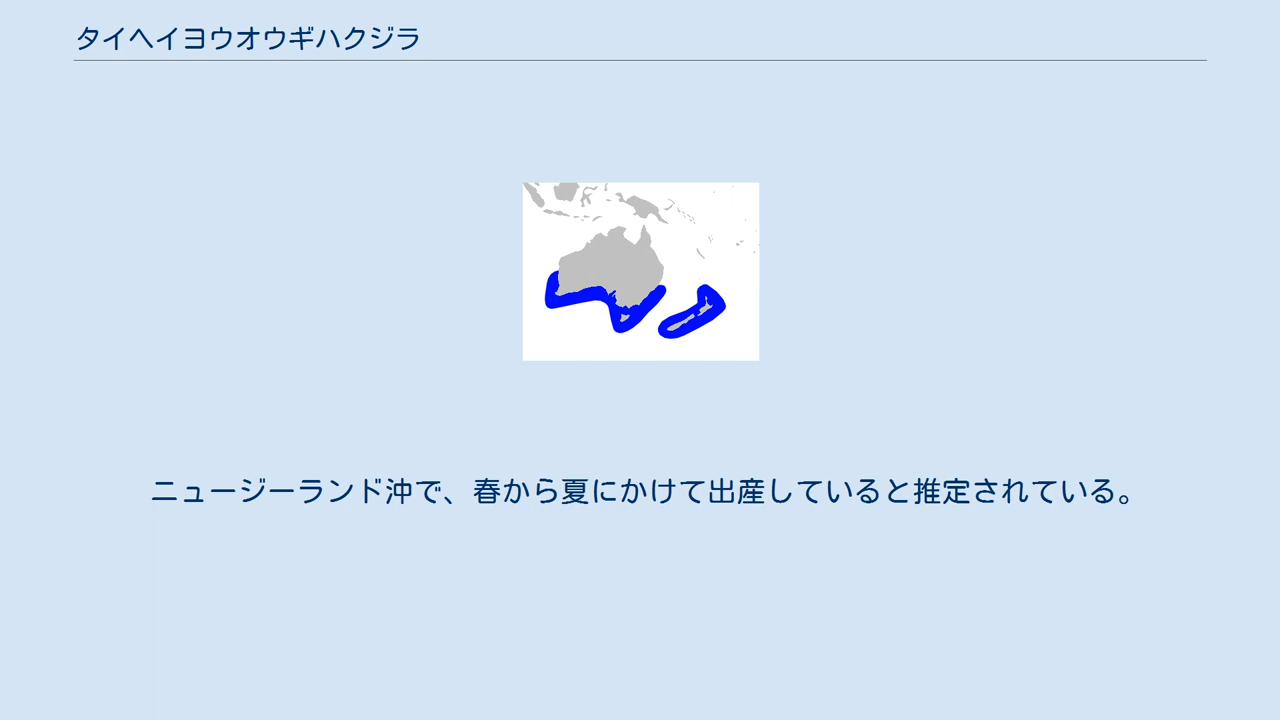 タイヘイヨウオウギハクジラ
ニュージーランド沖で、春から夏にかけて出産していると推定されている。